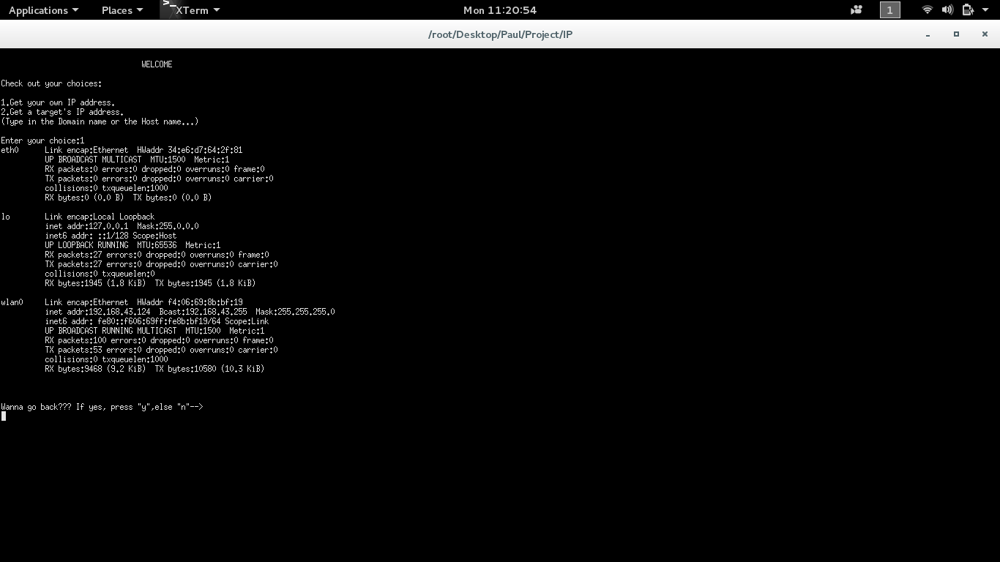 Applications Places >_ XTerm Mon 11:20:54 1
/root/Desktop/Paul/Project/IP
WELCOME
Check out your choices:
1.Get your own IP address.
2.Get a target's IP address.
(Type in the Domain name or the Host name...)
Enter your choice:1
eth0 Link encap:Ethernet HWaddr 34:e6:d7:64:2f:81
UP BROADCAST MULTICAST MTU:1500 Metric:1
RX packets:0 errors:0 dropped:0 overruns:0 frame:0
TX packets:0 errors:0 dropped:0 overruns:0 carrier:0
collisions:0 txqueuelen:1000
RX bytes:0 (0.0 B) TX bytes:0 (0.0 B)
lo Link encap:Local Loopback
inet addr:127.0.0.1 Mask:255.0.0.0
inet6 addr: ::1/128 Scope:Host
UP LOOPBACK RUNNING MTU:65536 Metric:1
RX packets:27 errors:0 dropped:0 overruns:0 frame:0
TX packets:27 errors:0 dropped:0 overruns:0 carrier:0
collisions:0 txqueuelen:0
RX bytes:1945 (1.8 KiB) TX bytes:1945 (1.8 KiB)
wlan0 Link encap:Ethernet HWaddr f4:06:69:8b:bf:19
inet addr:192.168.43.124 Bcast:192.168.43.255 Mask:255.255.255.0
inet6 addr: fe80::f606:69ff:fe8b:bf19/64 Scope:Link
UP BROADCAST RUNNING MULTICAST MTU:1500 Metric:1
RX packets:100 errors:0 dropped:0 overruns:0 frame:0
TX packets:53 errors:0 dropped:0 overruns:0 carrier:0
collisions:0 txqueuelen:1000
RX bytes:9468 (9.2 KiB) TX bytes:10580 (10.3 KiB)
Wanna go back??? If yes, press "y",else "n"-->